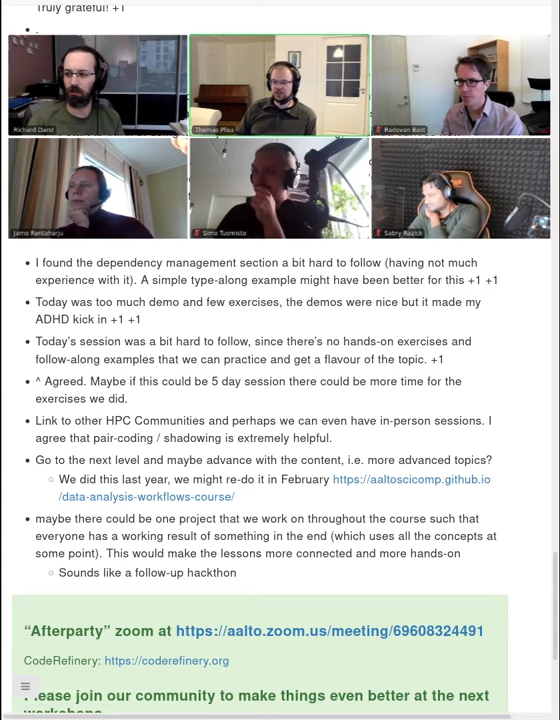 Truly grateful! +1
.
Richard Darst
Thomas Pfau
Radovan Bast
Jarno Rantaharju
Simo Tuomisto
Sabry Razick
I found the dependency management section a bit hard to follow (having not much
experience with it). A simple type-along example might have been better for this +1 +1
Today was too much demo and few exercises, the demos were nice but it made my
ADHD kick in +1 +1
Today's session was a bit hard to follow, since there's no hands-on exercises and
follow-along examples that we can practice and get a flavour of the topic. +1
^ Agreed. Maybe if this could be 5 day session there could be more time for the
exercises we did.
Link to other HPC Communities and perhaps we can even have in-person sessions. I
agree that pair-coding / shadowing is extremely helpful.
Go to the next level and maybe advance with the content, i.e. more advanced topics?
We did this last year, we might re-do it in February https://aaltoscicomp.github.io
/data-analysis-workflows-course/
maybe there could be one project that we work on throughout the course such that
everyone has a working result of something in the end (which uses all the concepts at
some point). This would make the lessons more connected and more hands-on
Sounds like a follow-up hackthon
“Afterparty” zoom at https://aalto.zoom.us/meeting/69608324491
CodeRefinery: https://coderefinery.org
Please join our community to make things even better at the next
workshops